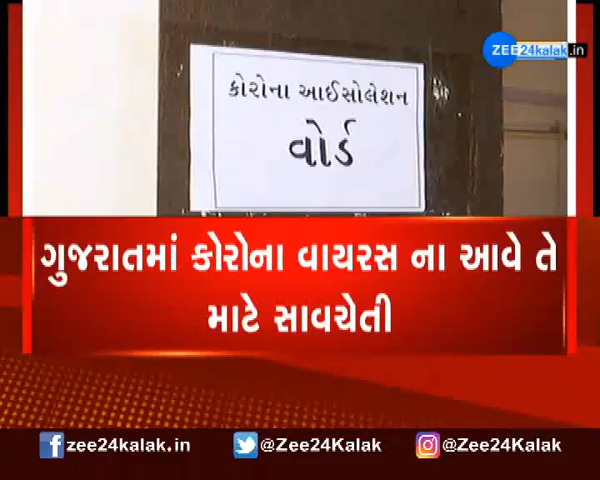 ZEE24kalak.in
કોરોના આઈસોલેશન
વોર્ડ
ગુજરાતમાં કોરોના વાયરસ ના આવે તે
માટે સાવચેતી
zee24kalak.in
@Zee24Kalak
@Zee24Kalak